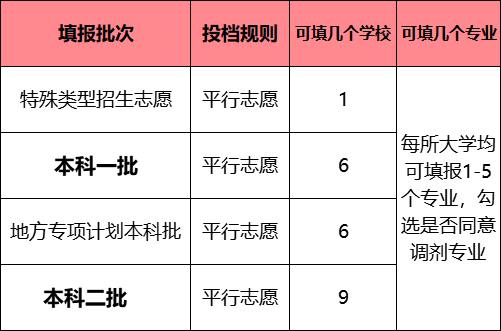 填报批次 投档规则 可填几个学校 可填几个专业
特殊类型招生志愿 平行志愿 1
本科一批 平行志愿 6
地方专项计划本科批 平行志愿 6
本科二批 平行志愿 9
每所大学均
可填报1-5
个专业，勾
选是否同意
调剂专业